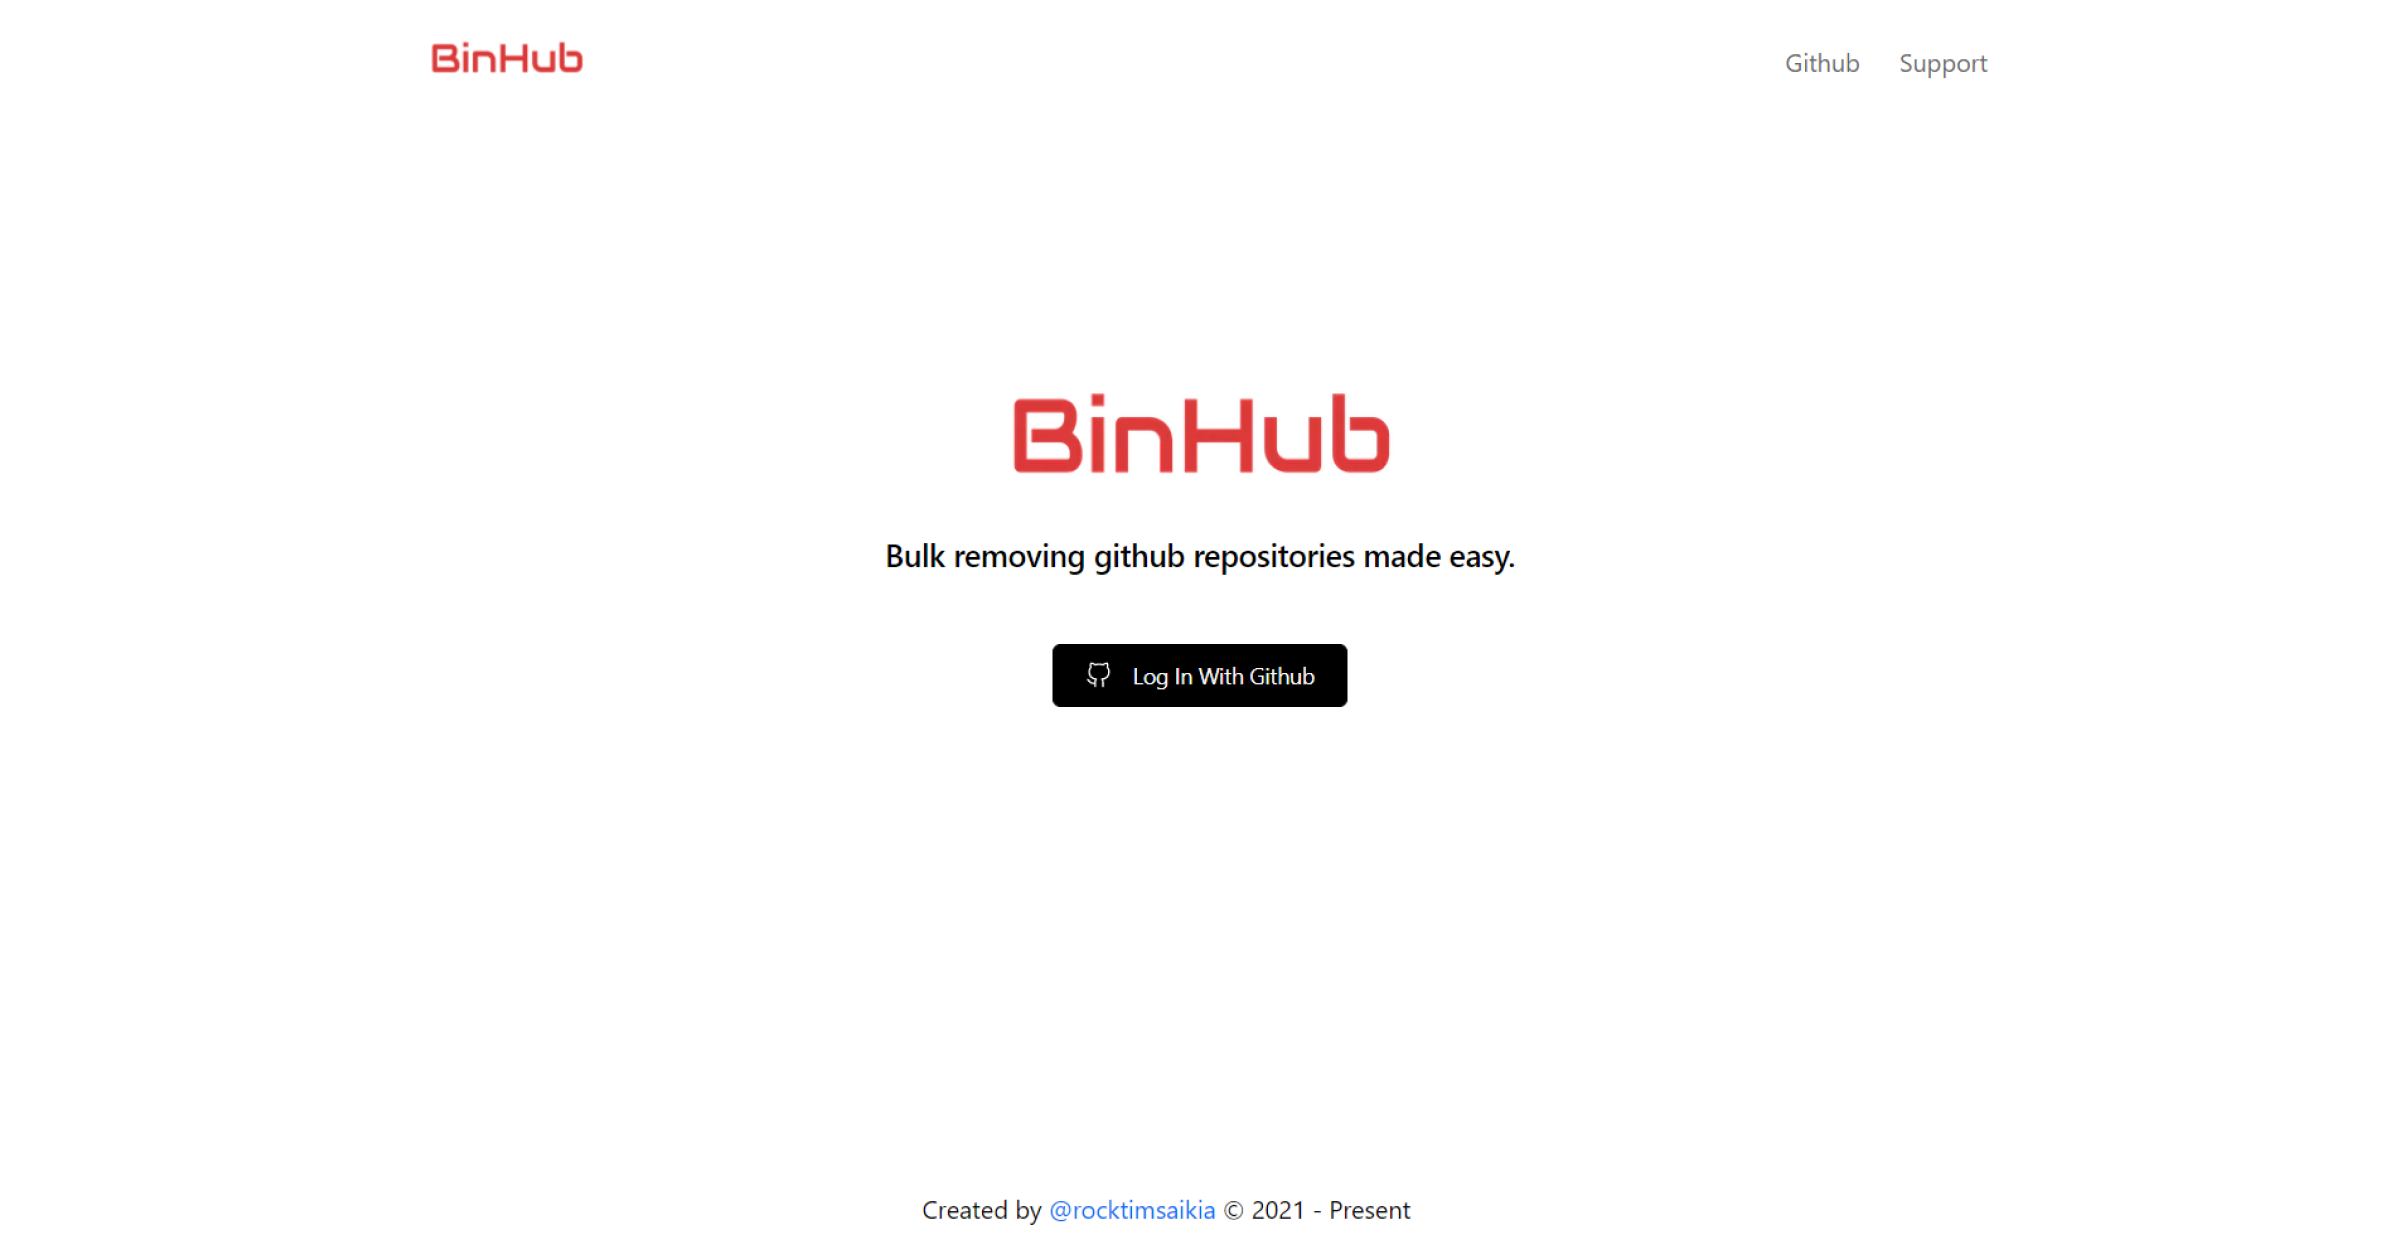 BinHub
Github Support
BinHub
Bulk removing github repositories made easy.
Log In With Github
Created by @rocktimsaikia © 2021 - Present